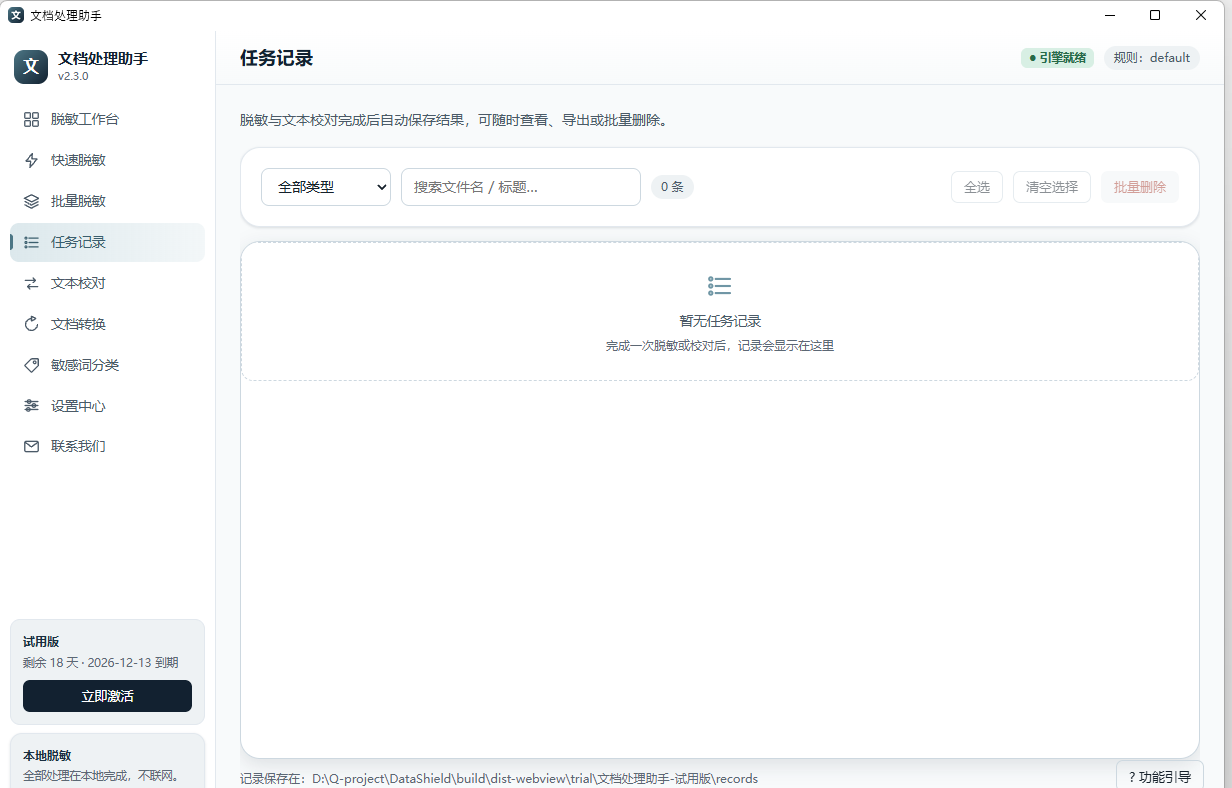 文 文档处理助手
文 文档处理助手
v2.3.0
脱敏工作台
快速脱敏
批量脱敏
任务记录
文本校对
文档转换
敏感词分类
设置中心
联系我们
试用版
剩余 18 天 · 2026-12-13 到期
立即激活
本地脱敏
全部处理在本地完成，不联网。
任务记录
引擎就绪
规则：default
脱敏与文本校对完成后自动保存结果，可随时查看、导出或批量删除。
全部类型
搜索文件名 / 标题...
0 条
全选
清空选择
批量删除
暂无任务记录
完成一次脱敏或校对后，记录会显示在这里
记录保存在：D:\Q-project\DataShield\build\dist-webview\trial\文档处理助手-试用版\records
? 功能引导